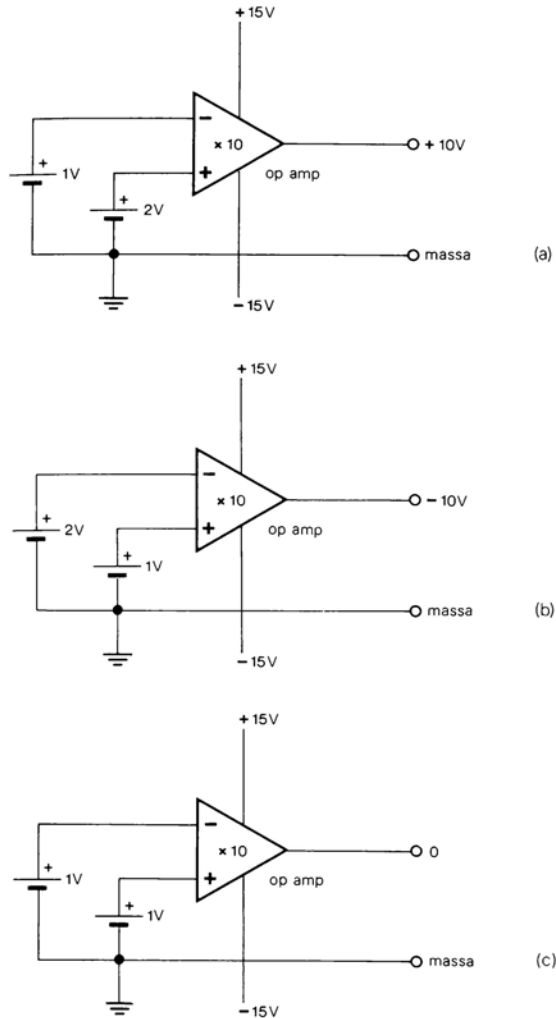 + 15V
−
× 10
+ 10V
+
1V
+
op amp
+
2V
massa
(a)
− 15V
+ 15V
−
× 10
− 10V
+
2V
+
op amp
+
1V
massa
(b)
− 15V
+ 15V
−
× 10
0
+
1V
+
op amp
+
1V
massa
(c)
−15V